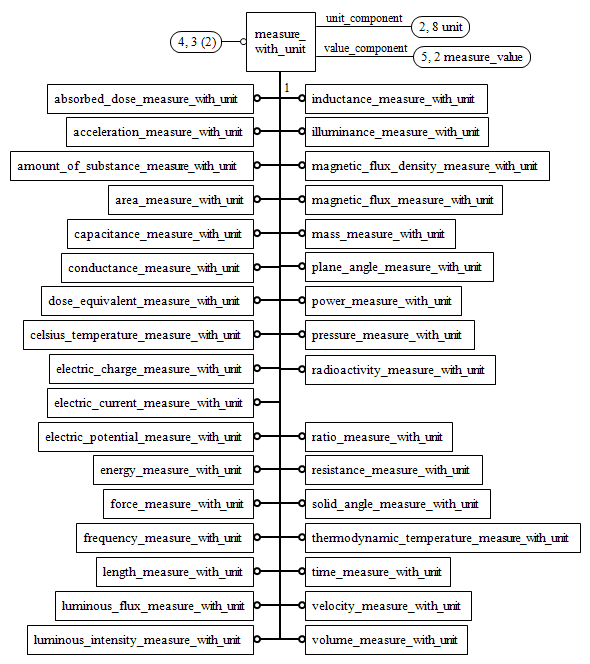 measure_
with_unit
4, 3 (2)
unit_component
2, 8 unit
value_component
5, 2 measure_value
1
absorbed_dose_measure_with_unit
inductance_measure_with_unit
acceleration_measure_with_unit
illuminance_measure_with_unit
amount_of_substance_measure_with_unit
magnetic_flux_density_measure_with_unit
area_measure_with_unit
magnetic_flux_measure_with_unit
capacitance_measure_with_unit
mass_measure_with_unit
conductance_measure_with_unit
plane_angle_measure_with_unit
dose_equivalent_measure_with_unit
power_measure_with_unit
celsius_temperature_measure_with_unit
pressure_measure_with_unit
electric_charge_measure_with_unit
radioactivity_measure_with_unit
electric_current_measure_with_unit
electric_potential_measure_with_unit
ratio_measure_with_unit
energy_measure_with_unit
resistance_measure_with_unit
force_measure_with_unit
solid_angle_measure_with_unit
frequency_measure_with_unit
thermodynamic_temperature_measure_with_unit
length_measure_with_unit
time_measure_with_unit
luminous_flux_measure_with_unit
velocity_measure_with_unit
luminous_intensity_measure_with_unit
volume_measure_with_unit